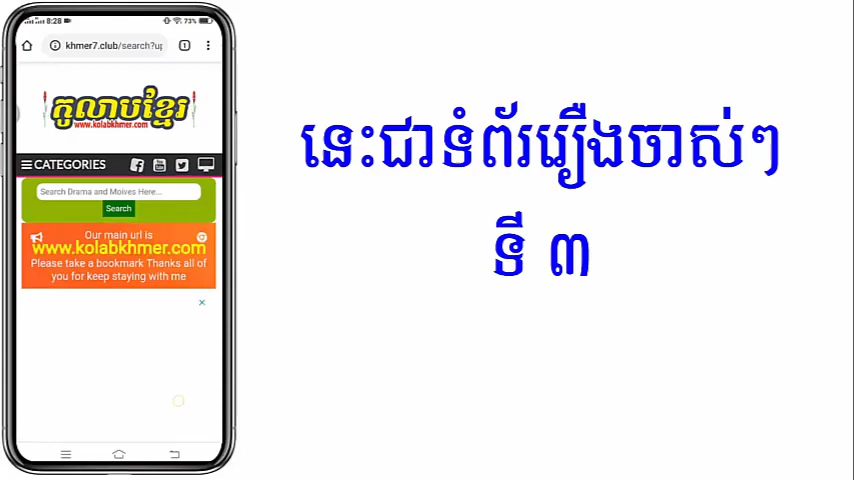 8:28
73%
khmer7.club/search?up
1
កូលាបខ្មែរ
www.kolabkhmer.com
CATEGORIES
Search Drama and Moives Here...
Search
Our main url is
www.kolabkhmer.com
Please take a bookmark Thanks all of
you for keep staying with me
នេះជាទំព័ររឿងចាស់ៗ
ទី ៣